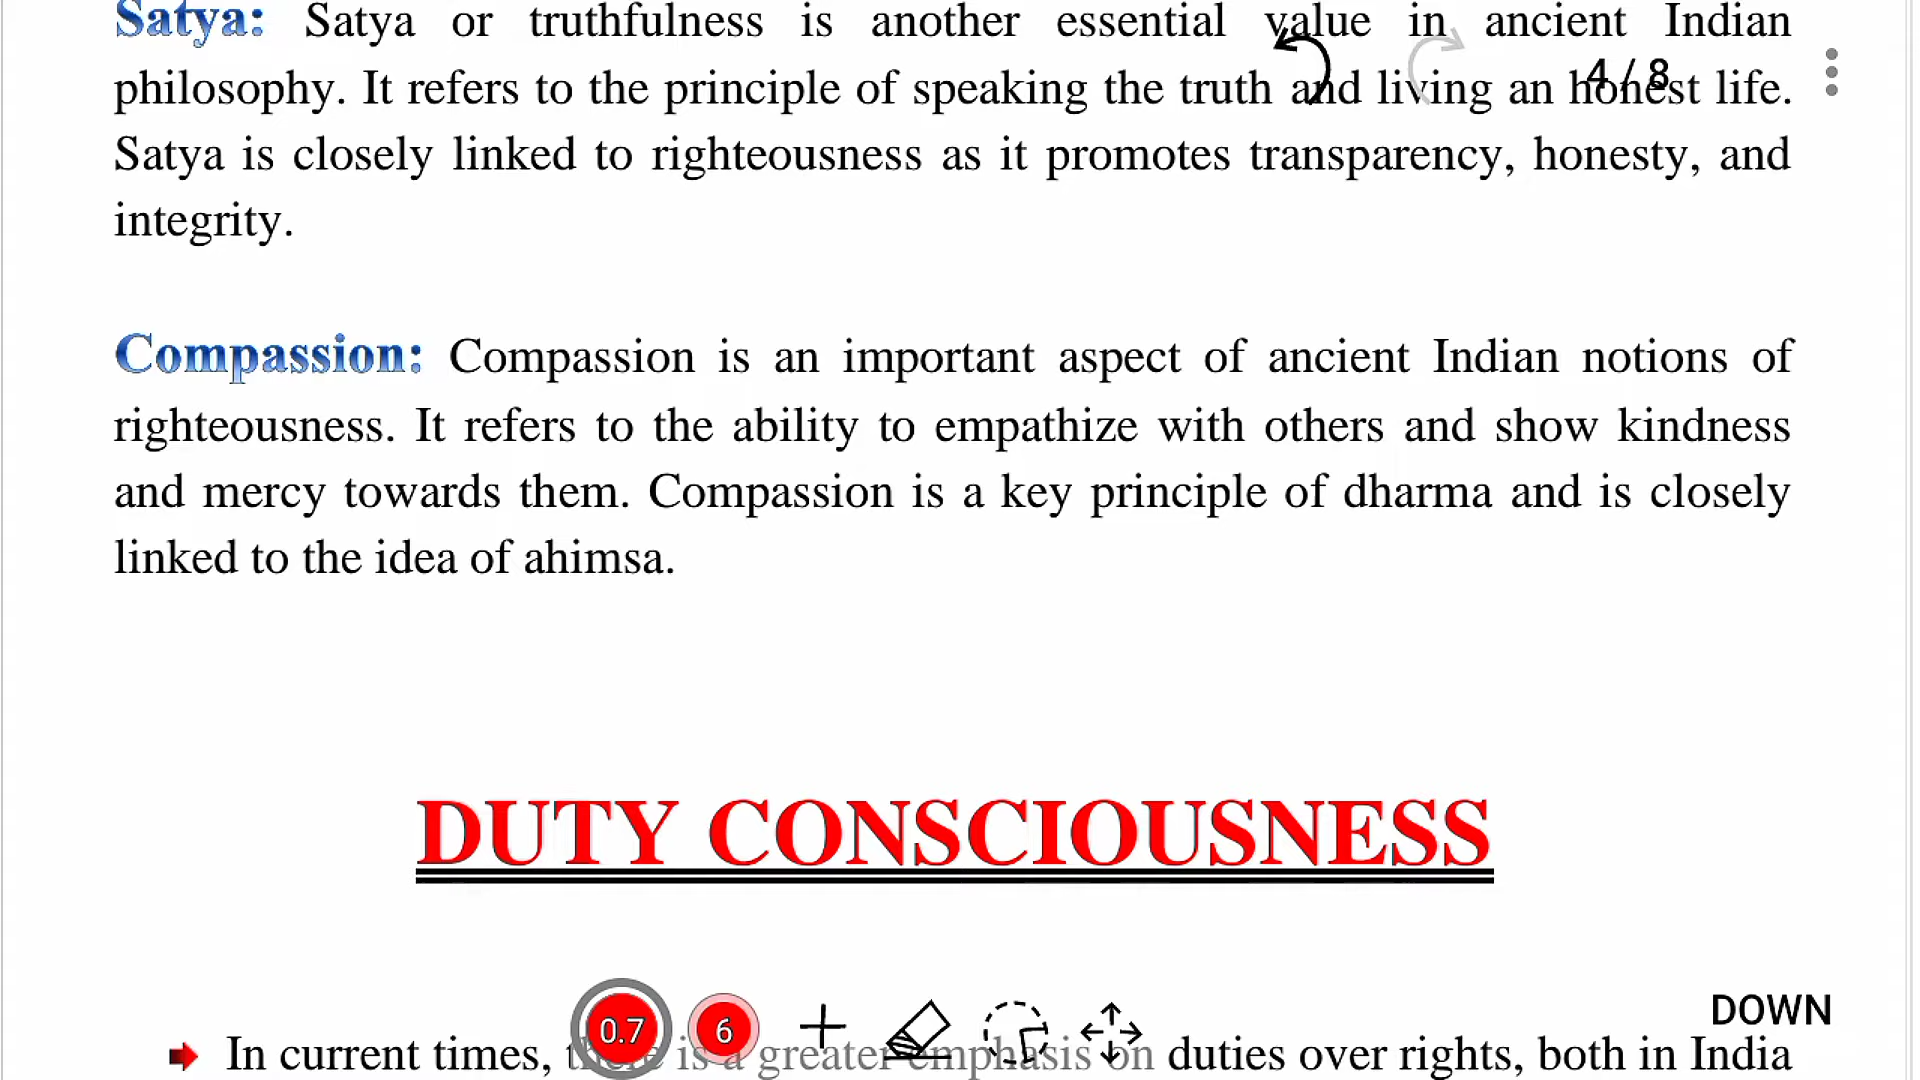 Satya: Satya or truthfulness is another essential value in ancient Indian
philosophy. It refers to the principle of speaking the truth and living an honest life.
4 / 8
Satya is closely linked to righteousness as it promotes transparency, honesty, and
integrity.
Compassion: Compassion is an important aspect of ancient Indian notions of
righteousness. It refers to the ability to empathize with others and show kindness
and mercy towards them. Compassion is a key principle of dharma and is closely
linked to the idea of ahimsa.
DUTY CONSCIOUSNESS
DOWN
0.7 6
In current times, there is a greater emphasis on duties over rights, both in India